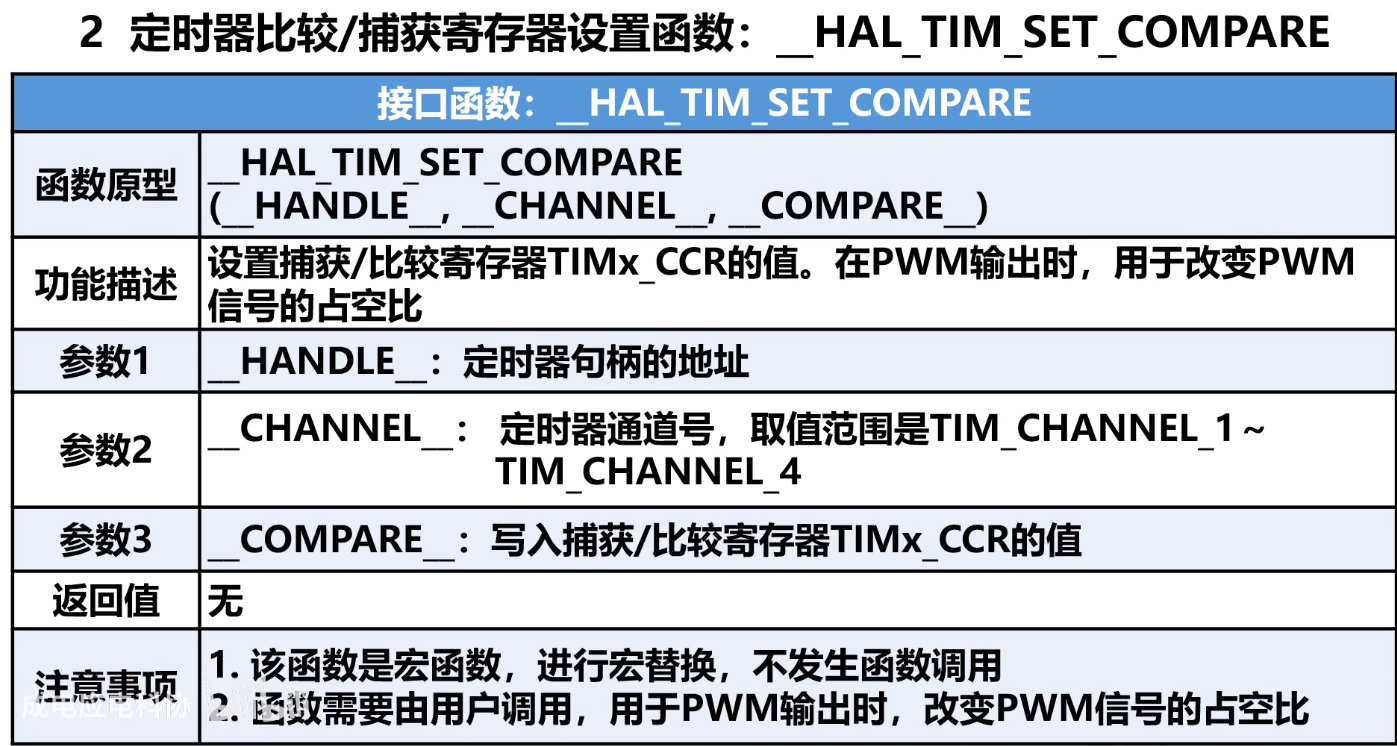 2 定时器比较/捕获寄存器设置函数：__HAL_TIM_SET_COMPARE
接口函数：__HAL_TIM_SET_COMPARE
函数原型
__HAL_TIM_SET_COMPARE
(__HANDLE__, __CHANNEL__, __COMPARE__)
功能描述
设置捕获/比较寄存器TIMx_CCR的值。在PWM输出时，用于改变PWM
信号的占空比
参数1
__HANDLE__：定时器句柄的地址
参数2
__CHANNEL__： 定时器通道号，取值范围是TIM_CHANNEL_1～
TIM_CHANNEL_4
参数3
__COMPARE__：写入捕获/比较寄存器TIMx_CCR的值
返回值
无
注意事项
1. 该函数是宏函数，进行宏替换，不发生函数调用
2. 函数需要由用户调用，用于PWM输出时，改变PWM信号的占空比
成电应电科协